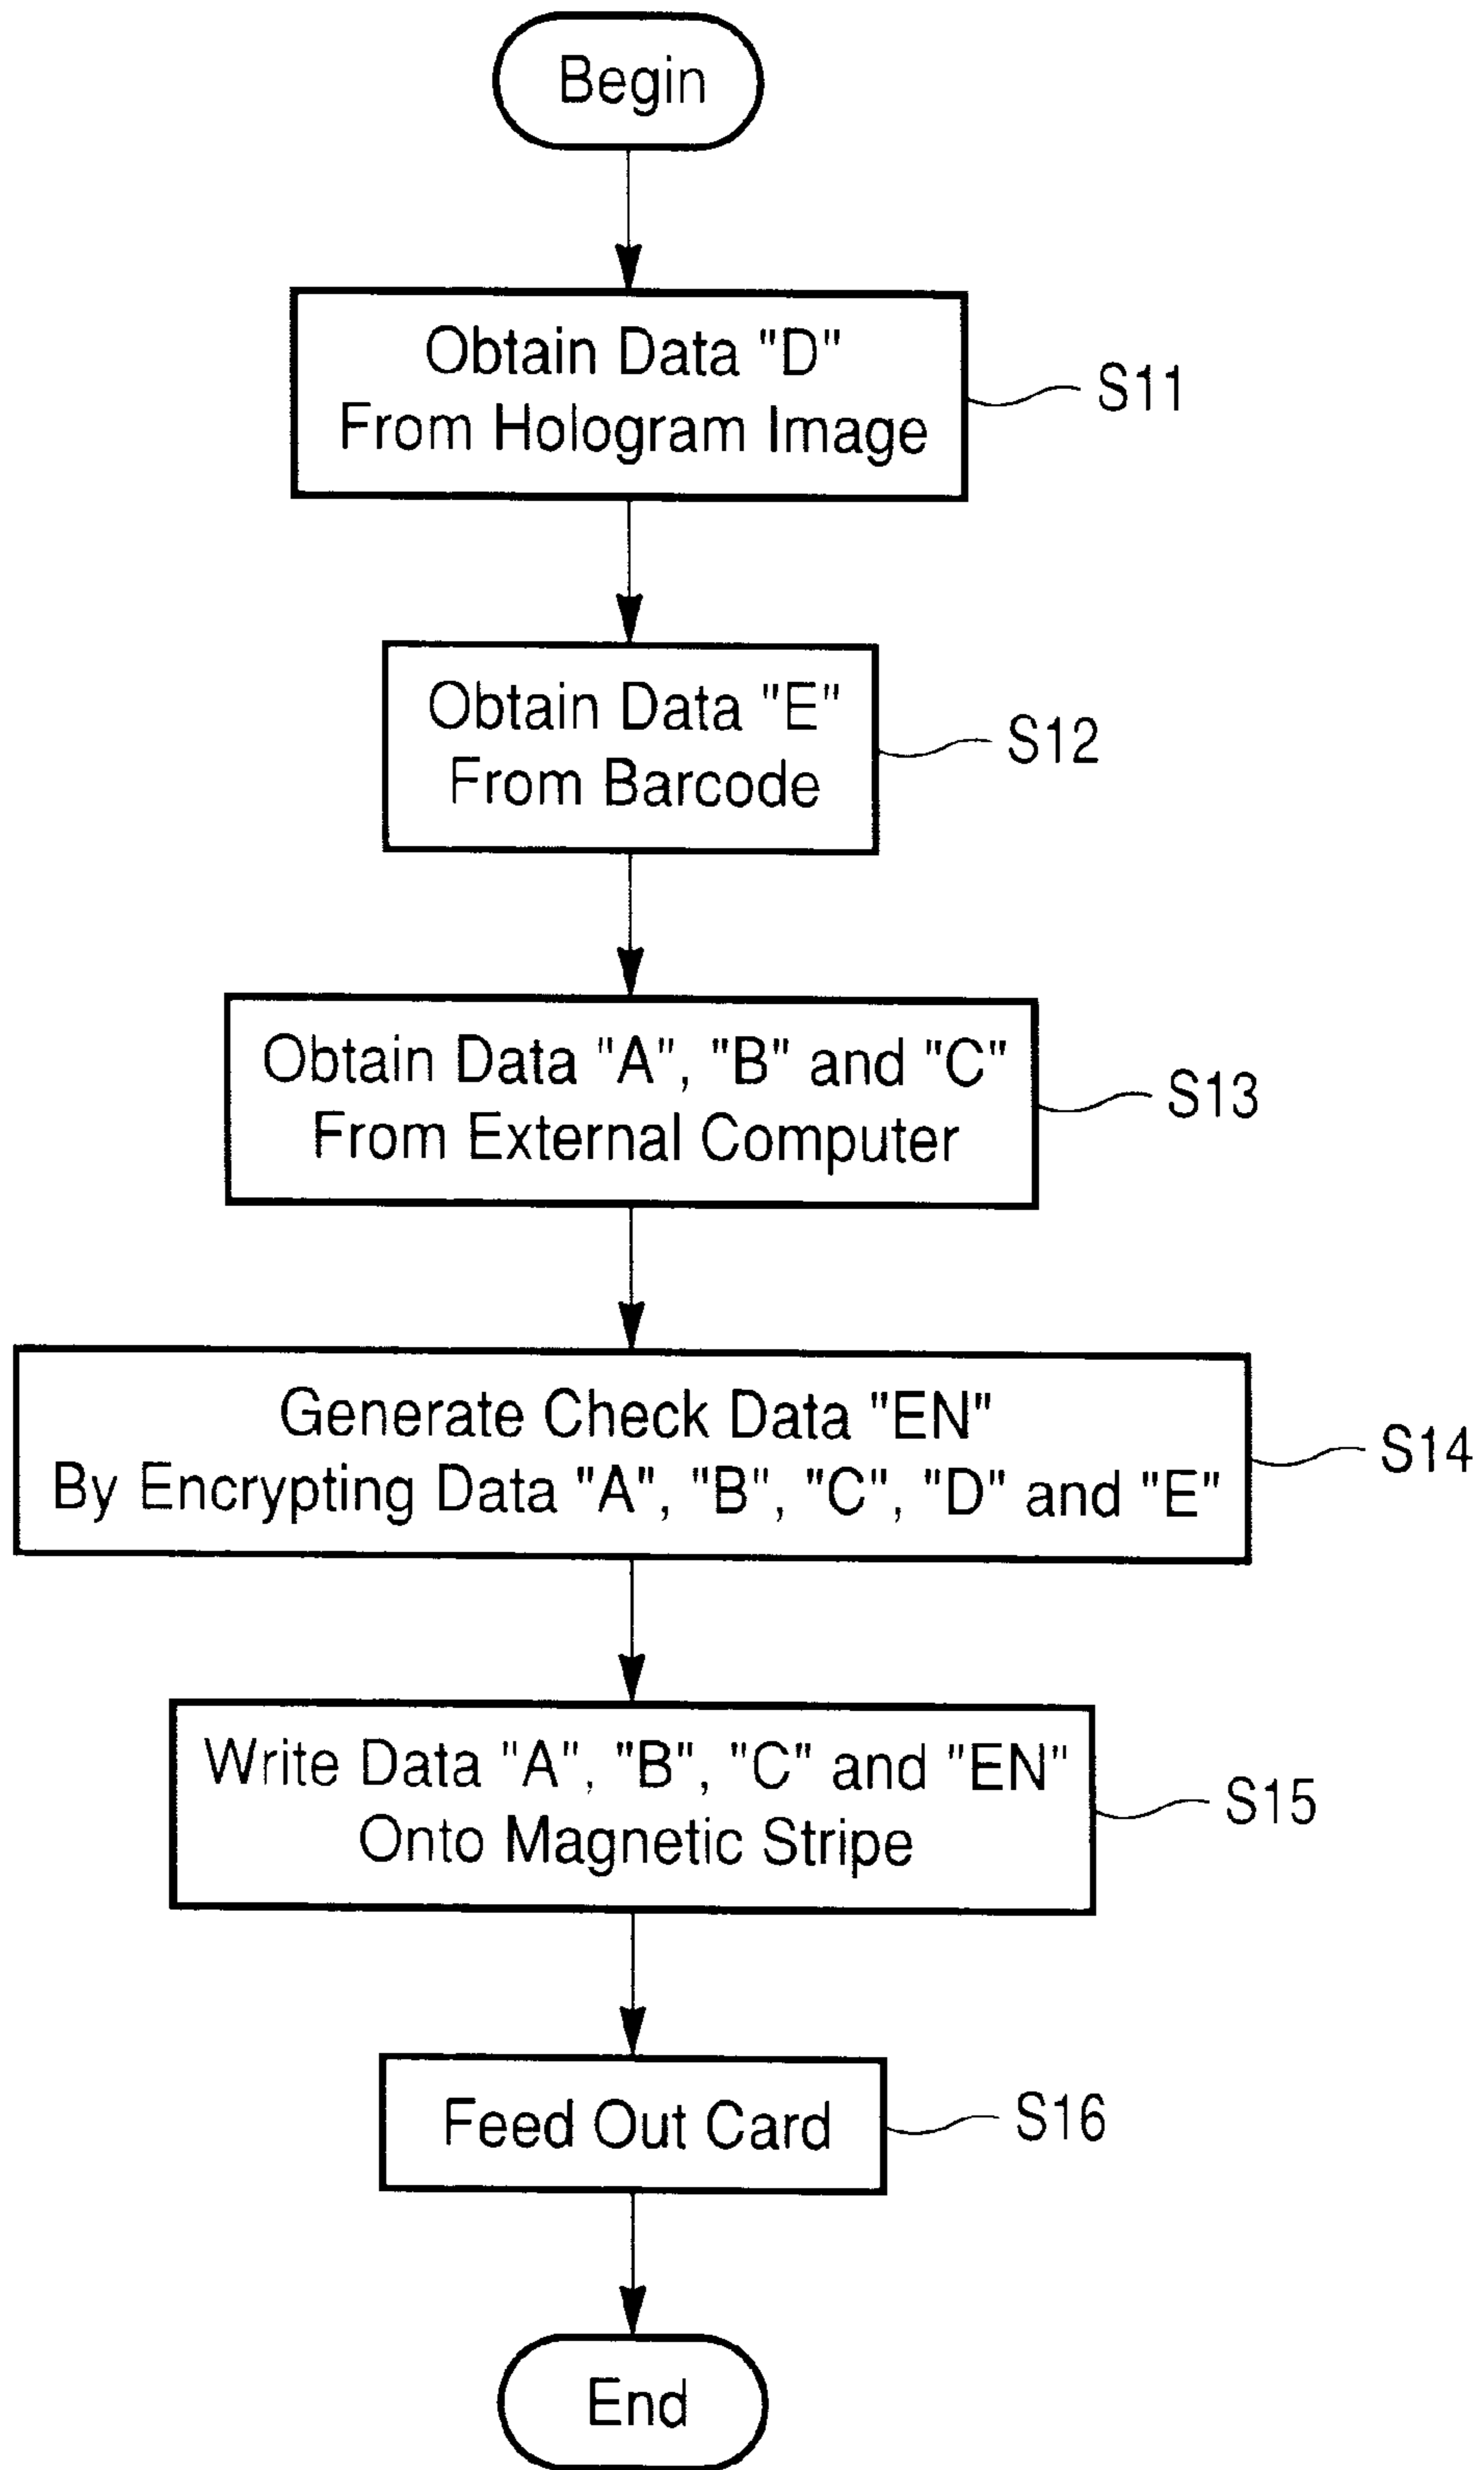 Begin
Obtain Data "D"
From Hologram Image
S11
Obtain Data "E"
From Barcode
S12
Obtain Data "A", "B" and "C"
From External Computer
S13
Generate Check Data "EN"
By Encrypting Data "A", "B", "C", "D" and "E"
S14
Write Data "A", "B", "C" and "EN"
Onto Magnetic Stripe
S15
Feed Out Card
S16
End